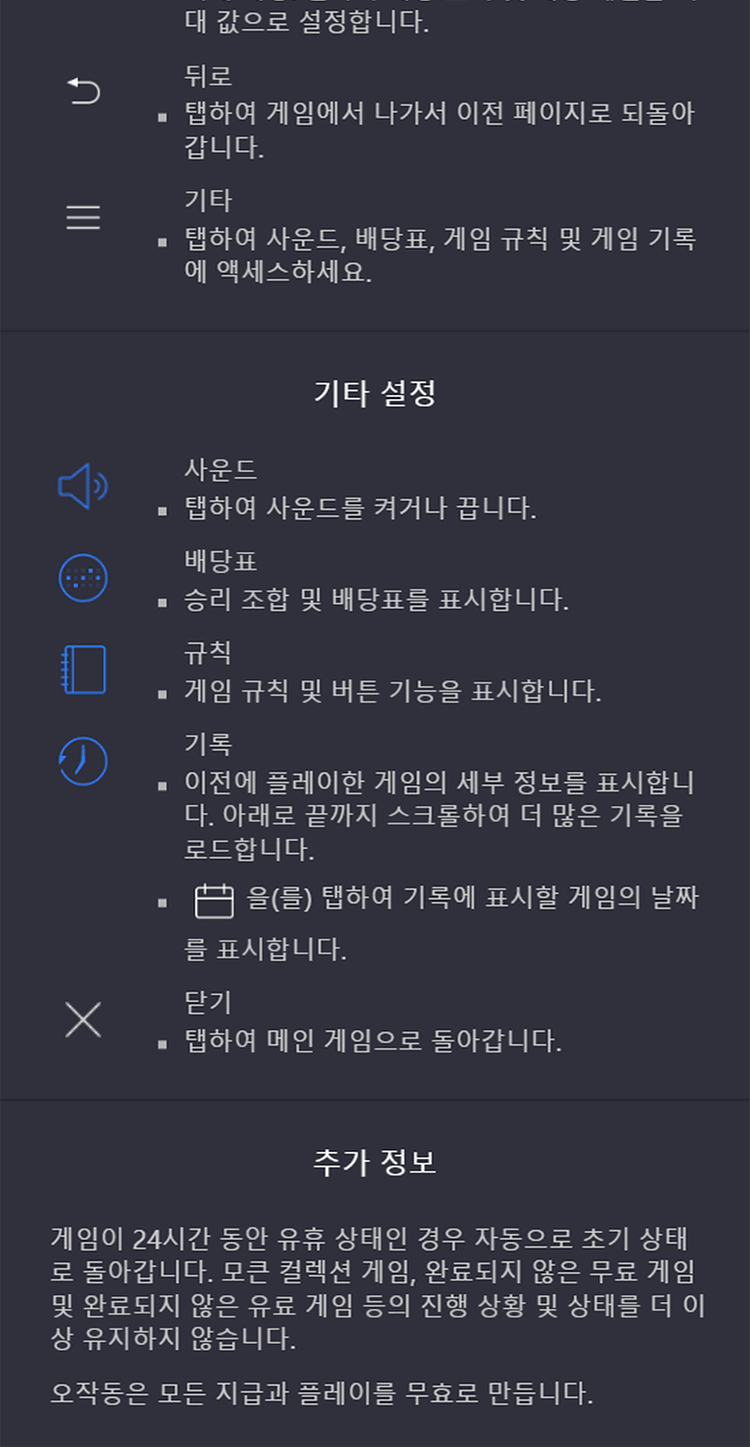 대 값으로 설정합니다.
뒤로
▪ 탭하여 게임에서 나가서 이전 페이지로 되돌아
갑니다.
기타
▪ 탭하여 사운드, 배당표, 게임 규칙 및 게임 기록
에 액세스하세요.
기타 설정
사운드
▪ 탭하여 사운드를 켜거나 끕니다.
배당표
▪ 승리 조합 및 배당표를 표시합니다.
규칙
▪ 게임 규칙 및 버튼 기능을 표시합니다.
기록
▪ 이전에 플레이한 게임의 세부 정보를 표시합니
다. 아래로 끝까지 스크롤하여 더 많은 기록을
로드합니다.
▪ 을(를) 탭하여 기록에 표시할 게임의 날짜
를 표시합니다.
닫기
▪ 탭하여 메인 게임으로 돌아갑니다.
추가 정보
게임이 24시간 동안 유휴 상태인 경우 자동으로 초기 상태
로 돌아갑니다. 모큰 컬렉션 게임, 완료되지 않은 무료 게임
및 완료되지 않은 유료 게임 등의 진행 상황 및 상태를 더 이
상 유지하지 않습니다.
오작동은 모든 지급과 플레이를 무효로 만듭니다.